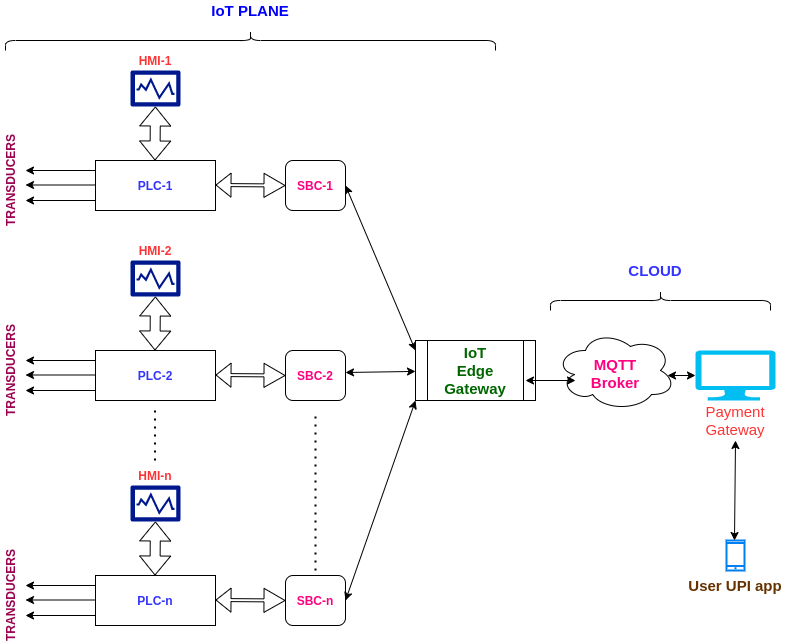 IoT PLANE
HMI-1
TRANSDUCERS
PLC-1
SBC-1
HMI-2
TRANSDUCERS
PLC-2
SBC-2
HMI-n
TRANSDUCERS
PLC-n
SBC-n
IoT
Edge
Gateway
CLOUD
MQTT
Broker
Payment
Gateway
User UPI app